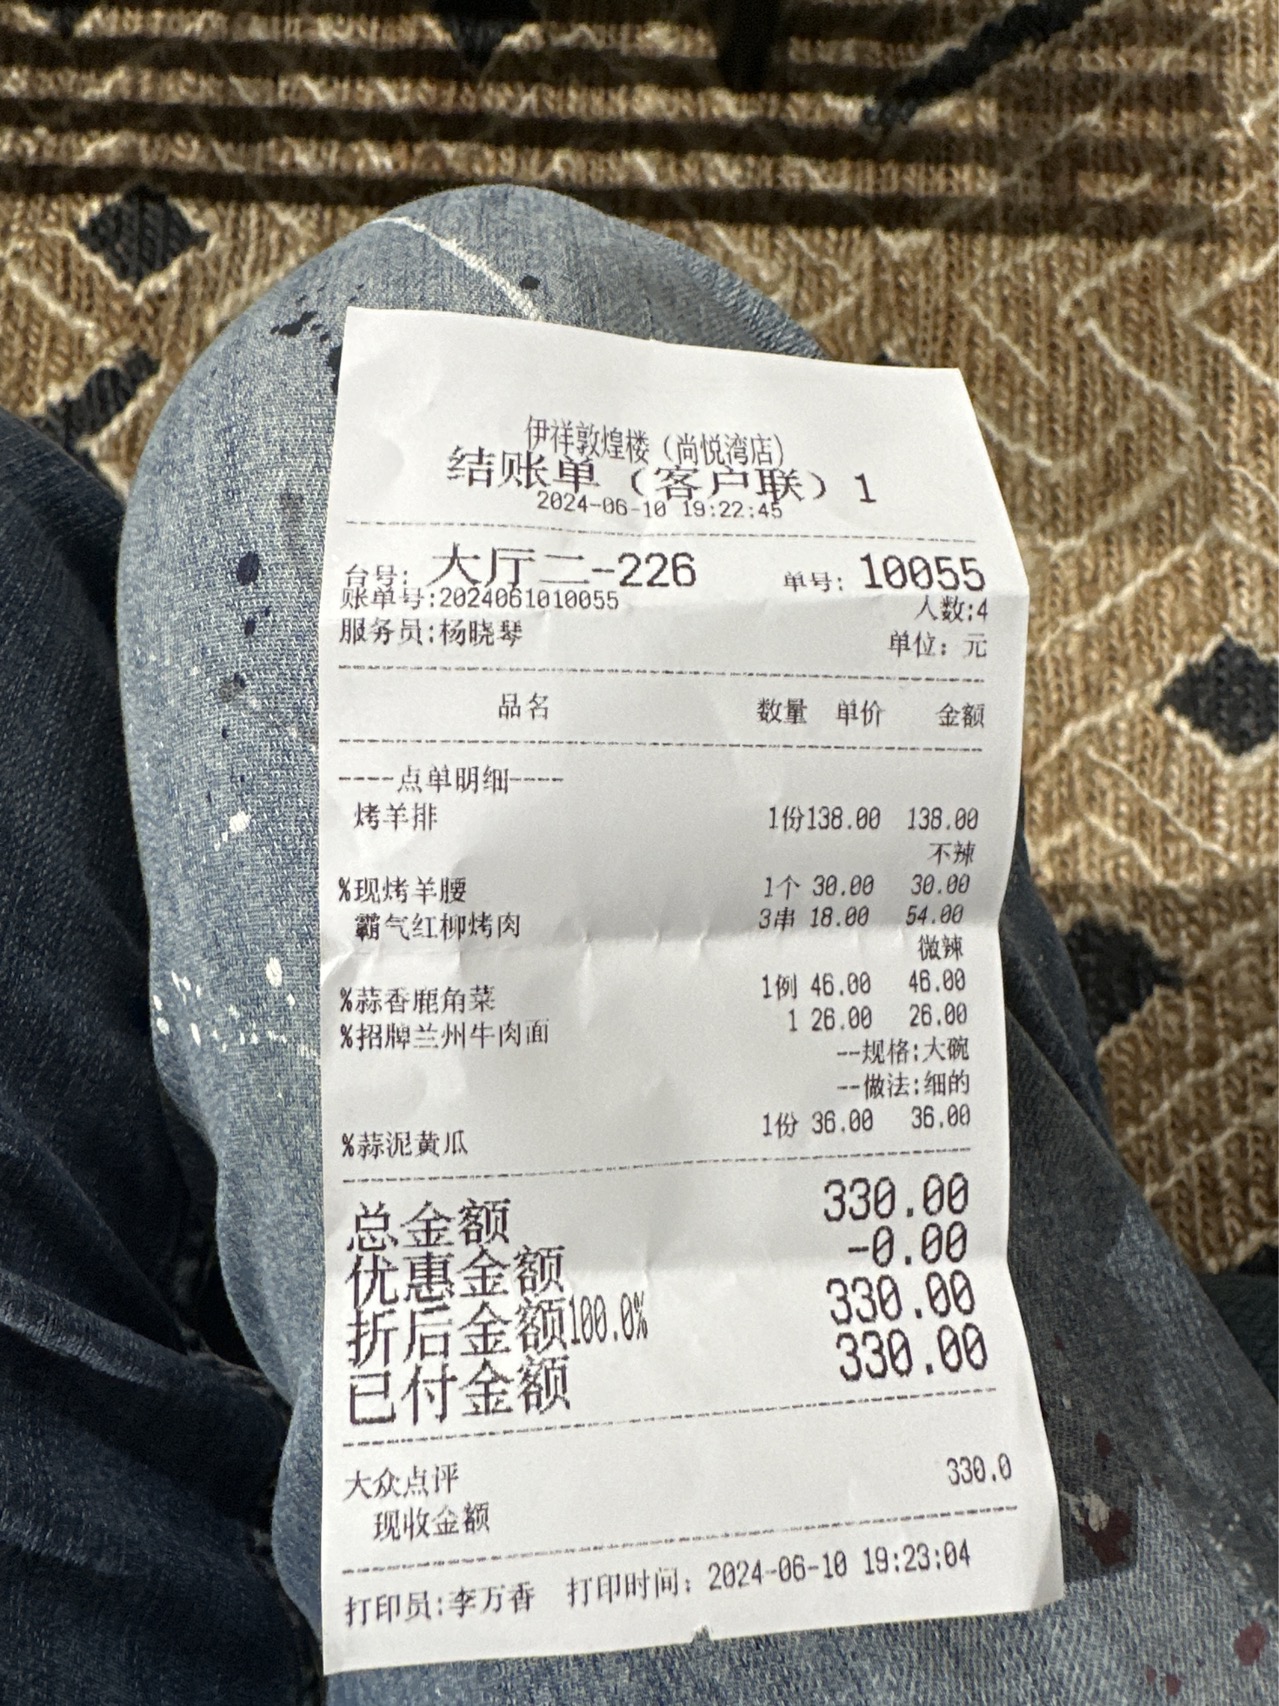 伊祥敦煌楼（尚悦湾店）
结账单（客户联）1
2024-06-10 19:22:45
台号: 大厅二-226 单号: 10055
账单号:2024061010055 人数:4
服务员:杨晓琴 单位: 元
品名 数量 单价 金额
----点单明细----
烤羊排 1份138.00 138.00
不辣
%现烤羊腰 1个 30.00 30.00
霸气红柳烤肉 3串 18.00 54.00
微辣
%蒜香鹿角菜 1例 46.00 46.00
%招牌兰州牛肉面 1 26.00 26.00
--规格:大碗
--做法:细的
%蒜泥黄瓜 1份 36.00 36.00
总金额 330.00
优惠金额 -0.00
折后金额100.0% 330.00
已付金额 330.00
大众点评 330.0
现收金额
打印员:李万香 打印时间: 2024-06-10 19:23:04